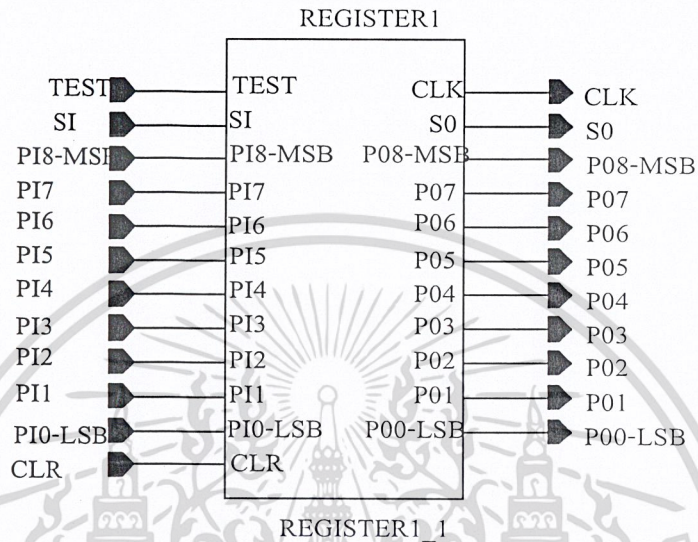 REGISTER1
TEST TEST CLK CLK
SI SI S0 S0
PI8-MSB PI8-MSB P08-MSB P08-MSB
PI7 PI7 P07 P07
PI6 PI6 P06 P06
PI5 PI5 P05 P05
PI4 PI4 P04 P04
PI3 PI3 P03 P03
PI2 PI2 P02 P02
PI1 PI1 P01 P01
PI0-LSB PI0-LSB P00-LSB P00-LSB
CLR CLR
REGISTER1_1